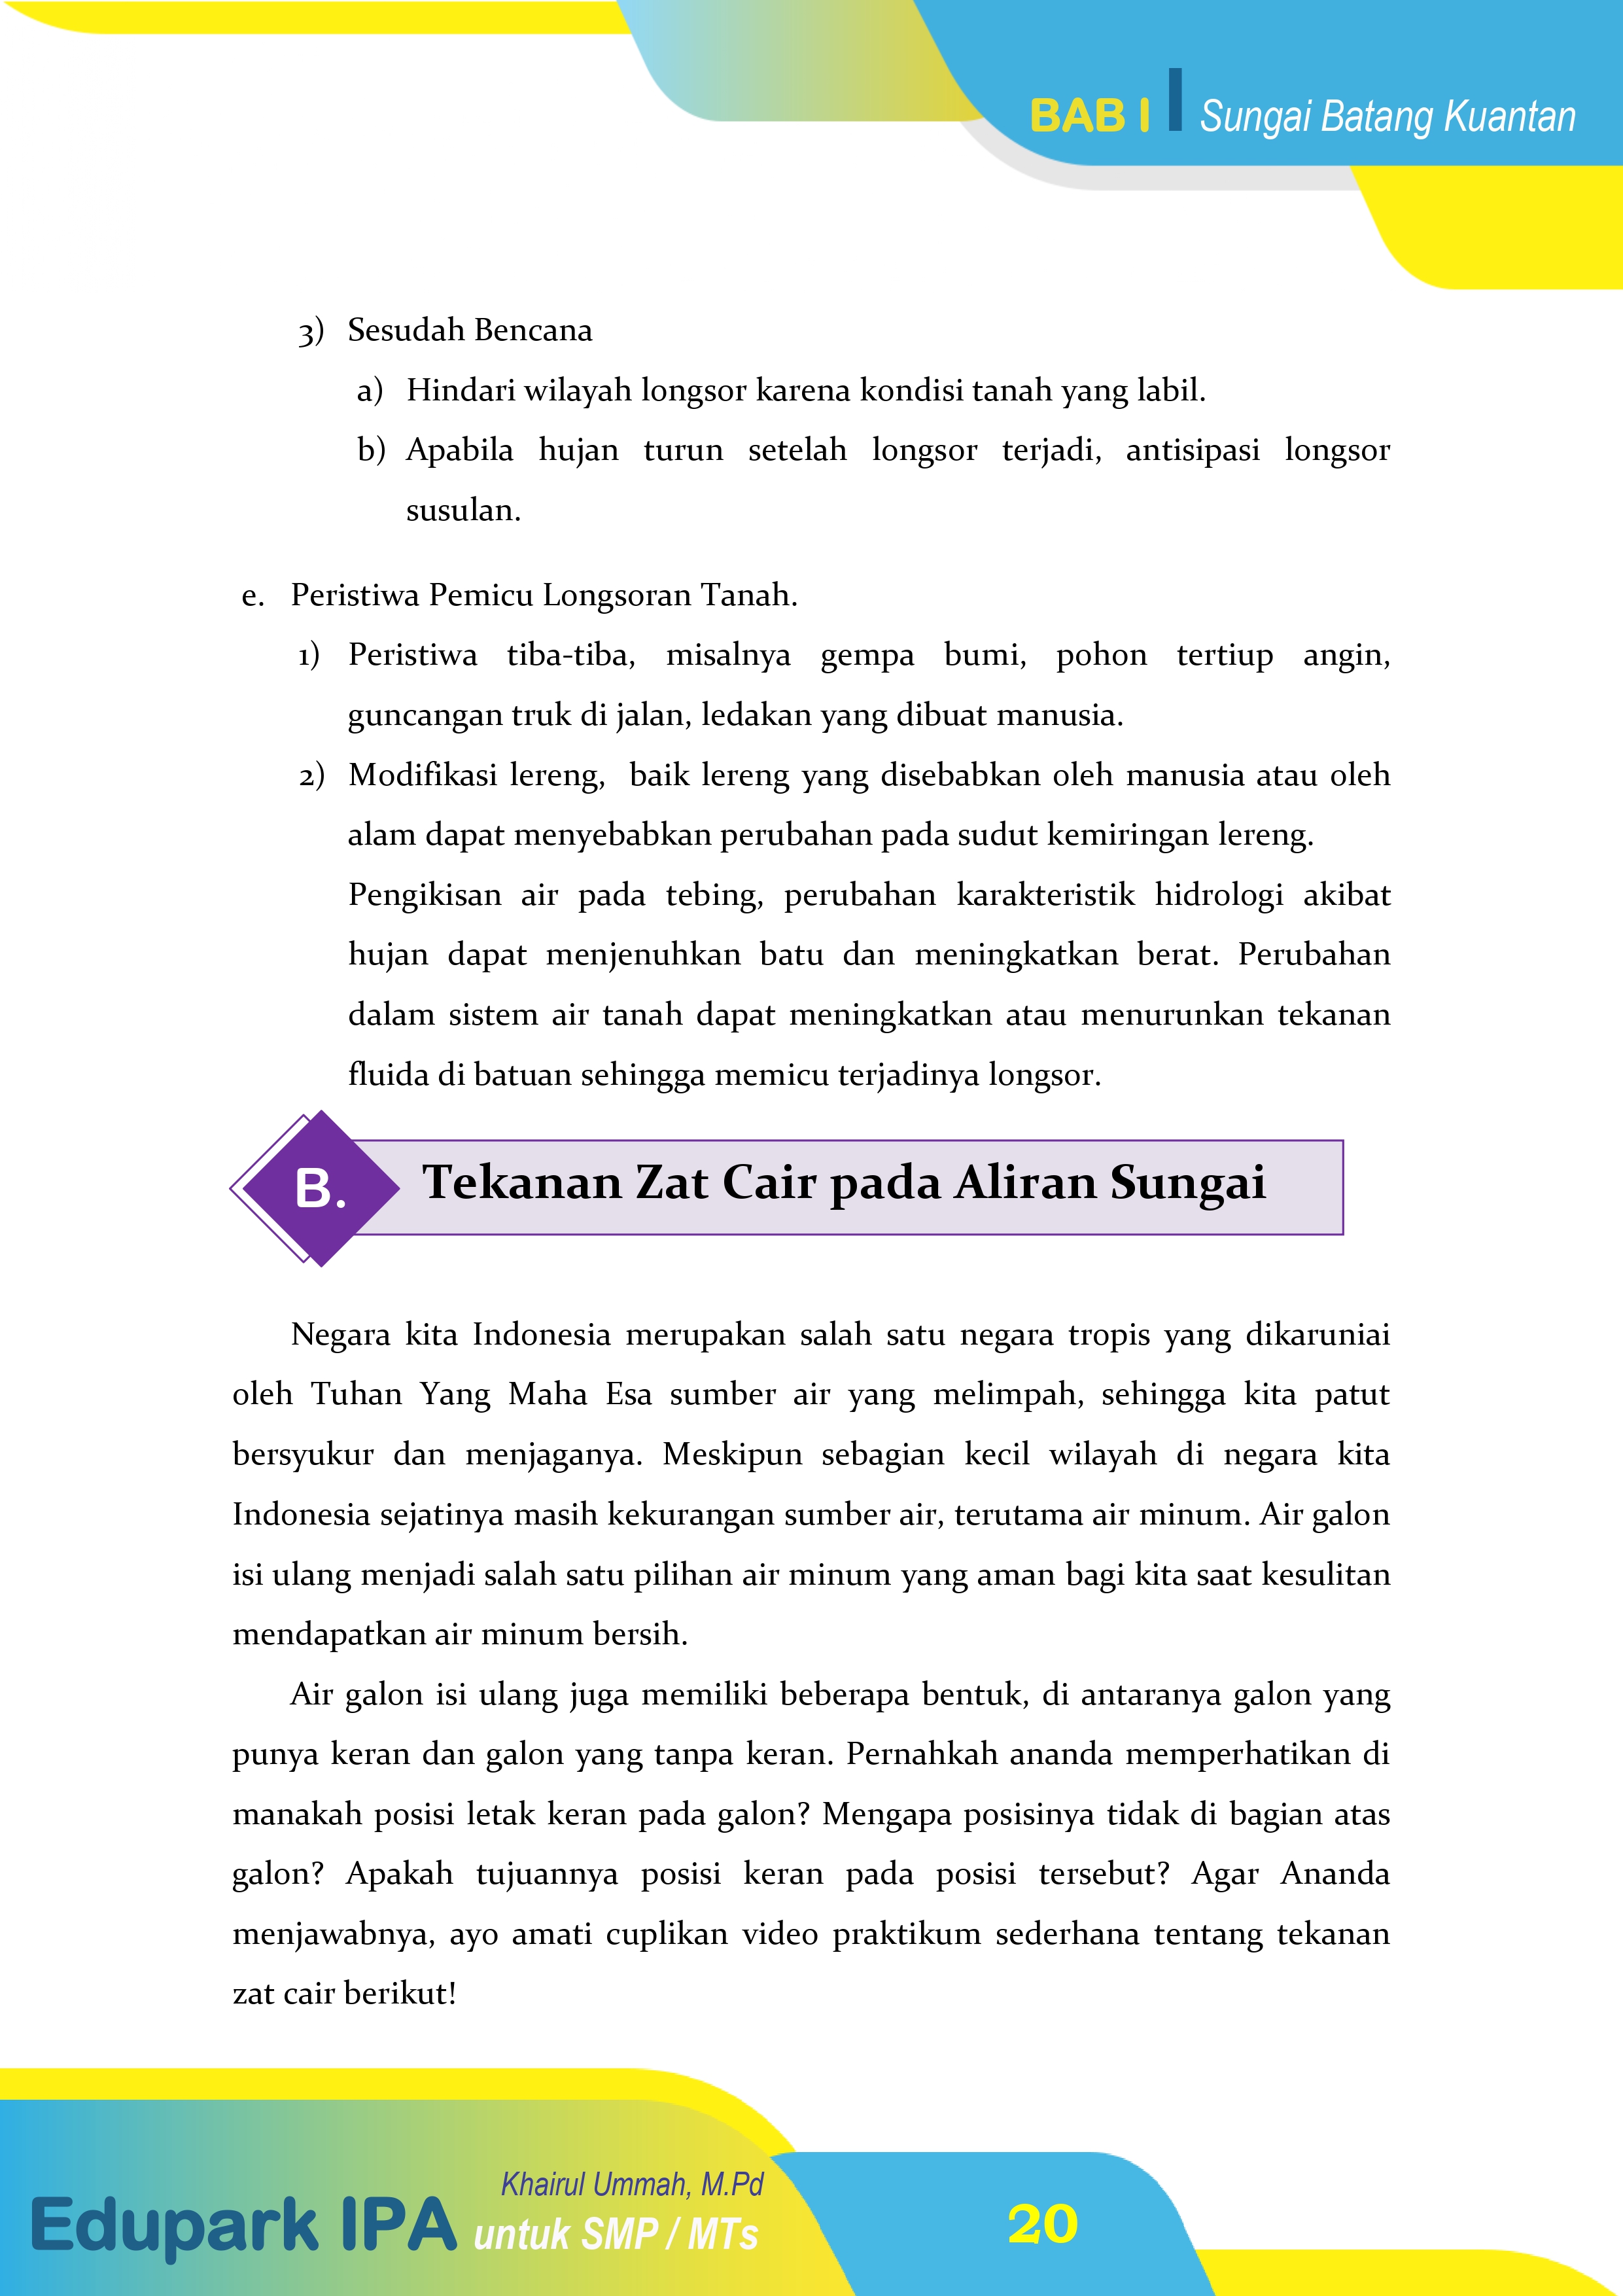 BAB I | Sungai Batang Kuantan
3) Sesudah Bencana
a) Hindari wilayah longsor karena kondisi tanah yang labil.
b) Apabila hujan turun setelah longsor terjadi, antisipasi longsor
susulan.
e. Peristiwa Pemicu Longsoran Tanah.
1) Peristiwa tiba-tiba, misalnya gempa bumi, pohon tertiup angin,
guncangan truk di jalan, ledakan yang dibuat manusia.
2) Modifikasi lereng, baik lereng yang disebabkan oleh manusia atau oleh
alam dapat menyebabkan perubahan pada sudut kemiringan lereng.
Pengikisan air pada tebing, perubahan karakteristik hidrologi akibat
hujan dapat menjenuhkan batu dan meningkatkan berat. Perubahan
dalam sistem air tanah dapat meningkatkan atau menurunkan tekanan
fluida di batuan sehingga memicu terjadinya longsor.
B. Tekanan Zat Cair pada Aliran Sungai
Negara kita Indonesia merupakan salah satu negara tropis yang dikaruniai
oleh Tuhan Yang Maha Esa sumber air yang melimpah, sehingga kita patut
bersyukur dan menjaganya. Meskipun sebagian kecil wilayah di negara kita
Indonesia sejatinya masih kekurangan sumber air, terutama air minum. Air galon
isi ulang menjadi salah satu pilihan air minum yang aman bagi kita saat kesulitan
mendapatkan air minum bersih.
Air galon isi ulang juga memiliki beberapa bentuk, di antaranya galon yang
punya keran dan galon yang tanpa keran. Pernahkah ananda memperhatikan di
manakah posisi letak keran pada galon? Mengapa posisinya tidak di bagian atas
galon? Apakah tujuannya posisi keran pada posisi tersebut? Agar Ananda
menjawabnya, ayo amati cuplikan video praktikum sederhana tentang tekanan
zat cair berikut!
Khairul Ummah, M.Pd
Edupark IPA untuk SMP / MTs
20